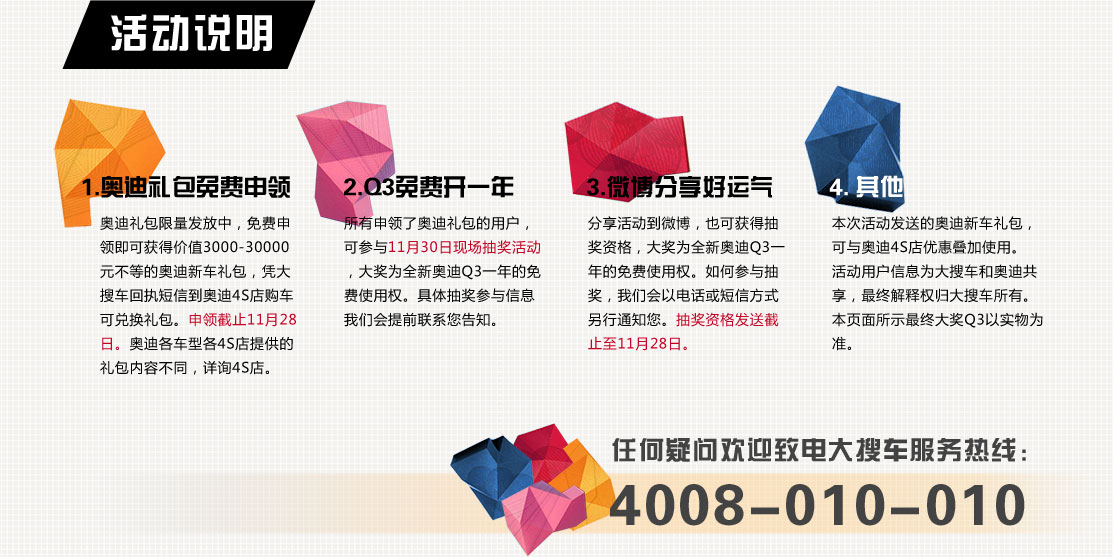 活动说明
1.奥迪礼包免费申领
奥迪礼包限量发放中，免费申
领即可获得价值3000-30000
元不等的奥迪新车礼包，凭大
搜车回执短信到奥迪4S店购车
可兑换礼包。申领截止11月28
日。奥迪各车型各4S店提供的
礼包内容不同，详询4S店。
2.Q3免费开一年
所有申领了奥迪礼包的用户，
可参与11月30日现场抽奖活动
，大奖为全新奥迪Q3一年的免
费使用权。具体抽奖参与信息
我们会提前联系您告知。
3.微博分享好运气
分享活动到微博，也可获得抽
奖资格，大奖为全新奥迪Q3一
年的免费使用权。如何参与抽
奖，我们会以电话或短信方式
另行通知您。抽奖资格发送截
止至11月28日。
4. 其他
本次活动发送的奥迪新车礼包，
可与奥迪4S店优惠叠加使用。
活动用户信息为大搜车和奥迪共
享，最终解释权归大搜车所有。
本页面所示最终大奖Q3以实物为
准。
任何疑问欢迎致电大搜车服务热线：
4008-010-010